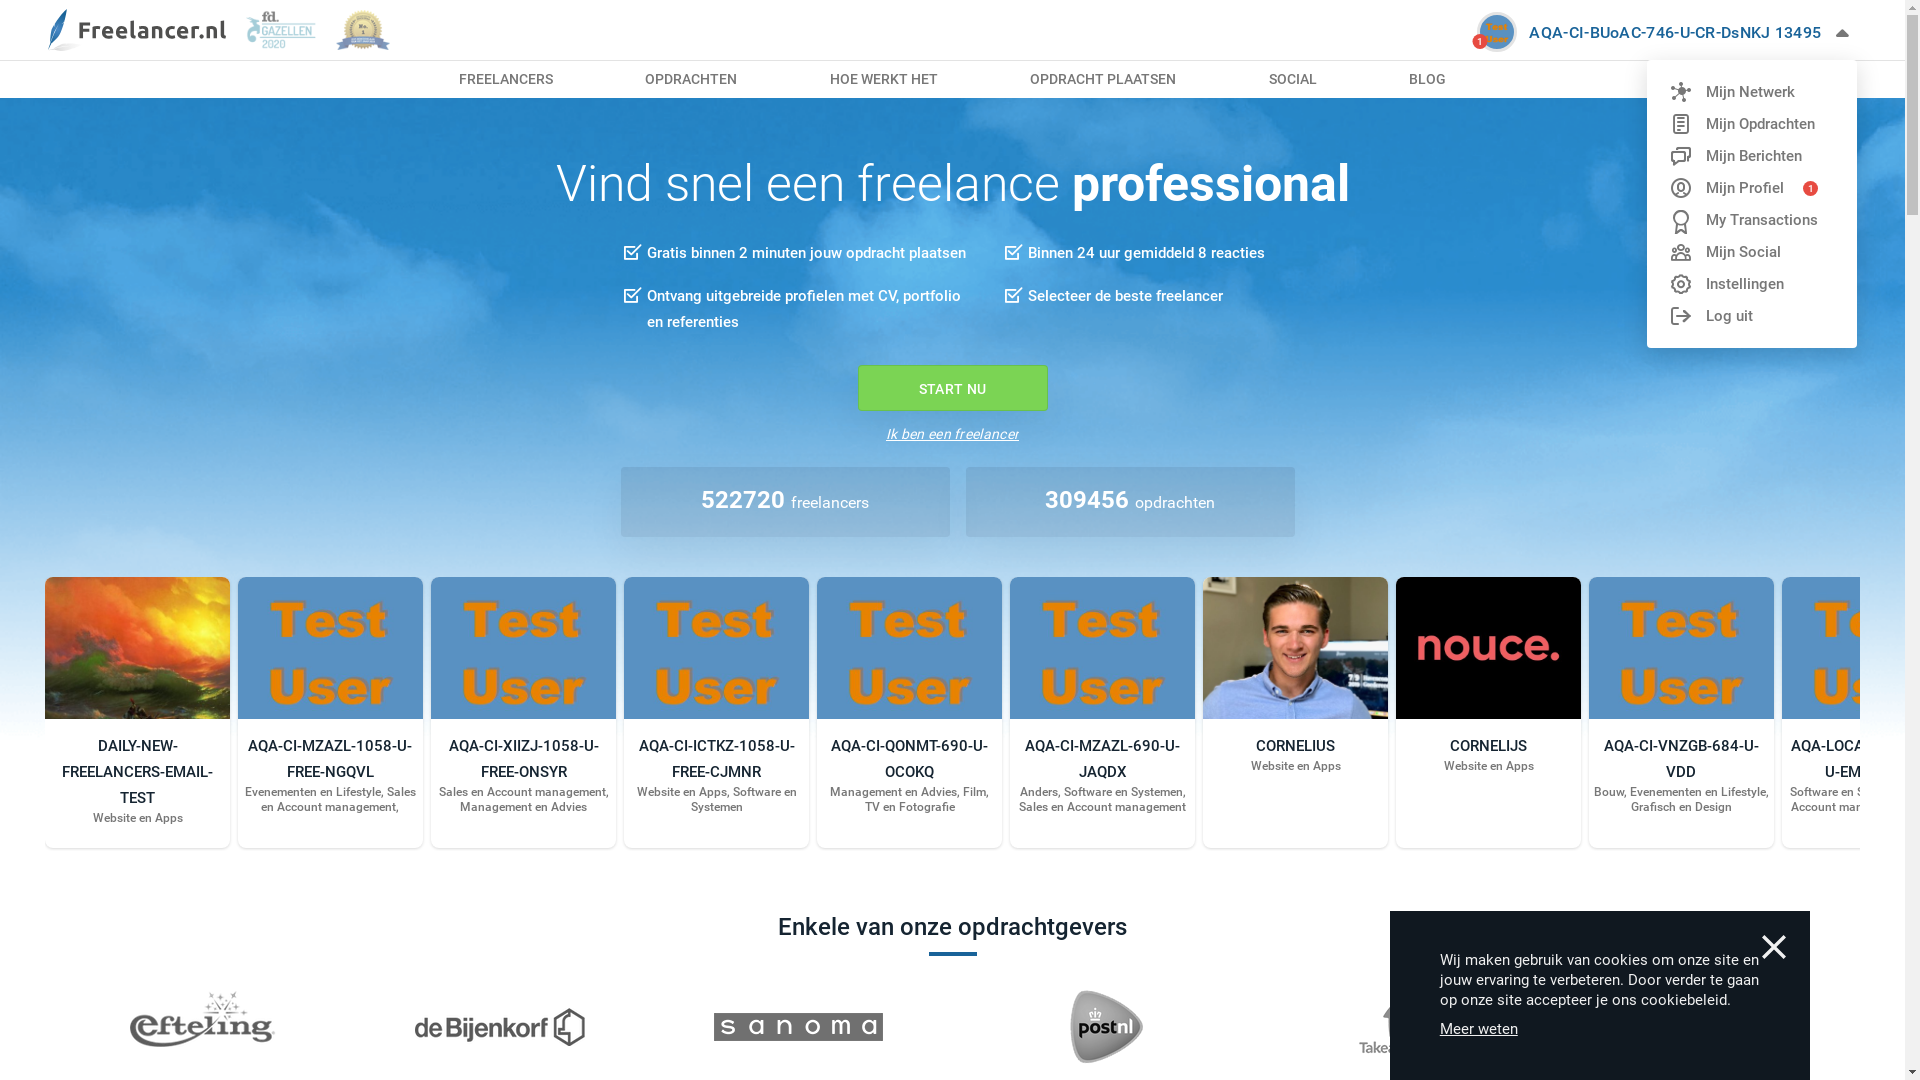 Freelancer.nl
fd.
GAZELLEN
2020
No.
1
Test
User
1
AQA-CI-BUoAC-746-U-CR-DsNKJ 13495
FREELANCERS
OPDRACHTEN
HOE WERKT HET
OPDRACHT PLAATSEN
SOCIAL
BLOG
Mijn Netwerk
Mijn Opdrachten
Mijn Berichten
Mijn Profiel 1
My Transactions
Mijn Social
Instellingen
Log uit
Vind snel een freelance professional
Gratis binnen 2 minuten jouw opdracht plaatsen
Binnen 24 uur gemiddeld 8 reacties
Ontvang uitgebreide profielen met CV, portfolio
en referenties
Selecteer de beste freelancer
START NU
Ik ben een freelancer
522720 freelancers
309456 opdrachten
DAILY-NEW-
FREELANCERS-EMAIL-
TEST
Website en Apps
Test
User
AQA-CI-MZAZL-1058-U-
FREE-NGQVL
Evenementen en Lifestyle, Sales
en Account management,
Test
User
AQA-CI-XIIZJ-1058-U-
FREE-ONSYR
Sales en Account management,
Management en Advies
Test
User
AQA-CI-ICTKZ-1058-U-
FREE-CJMNR
Website en Apps, Software en
Systemen
Test
User
AQA-CI-QONMT-690-U-
OCOKQ
Management en Advies, Film,
TV en Fotografie
Test
User
AQA-CI-MZAZL-690-U-
JAQDX
Anders, Software en Systemen,
Sales en Account management
CORNELIUS
Website en Apps
nouce.
CORNELIJS
Website en Apps
Test
User
AQA-CI-VNZGB-684-U-
VDD
Bouw, Evenementen en Lifestyle,
Grafisch en Design
AQA-LOCA
U-EM
Software en S
Account mar
Enkele van onze opdrachtgevers
efteling
de Bijenkorf
sanoma
postnl
Takea
Wij maken gebruik van cookies om onze site en
jouw ervaring te verbeteren. Door verder te gaan
op onze site accepteer je ons cookiebeleid.
Meer weten